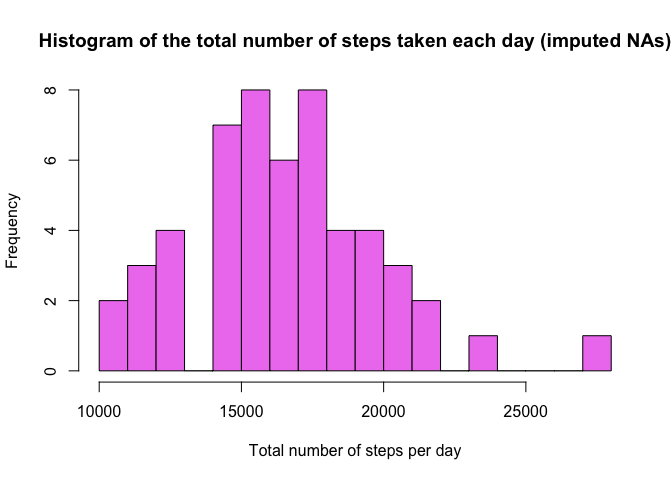 Histogram of the total number of steps taken each day (imputed NAs)
Frequency
8
6
4
2
0
10000 15000 20000 25000
Total number of steps per day